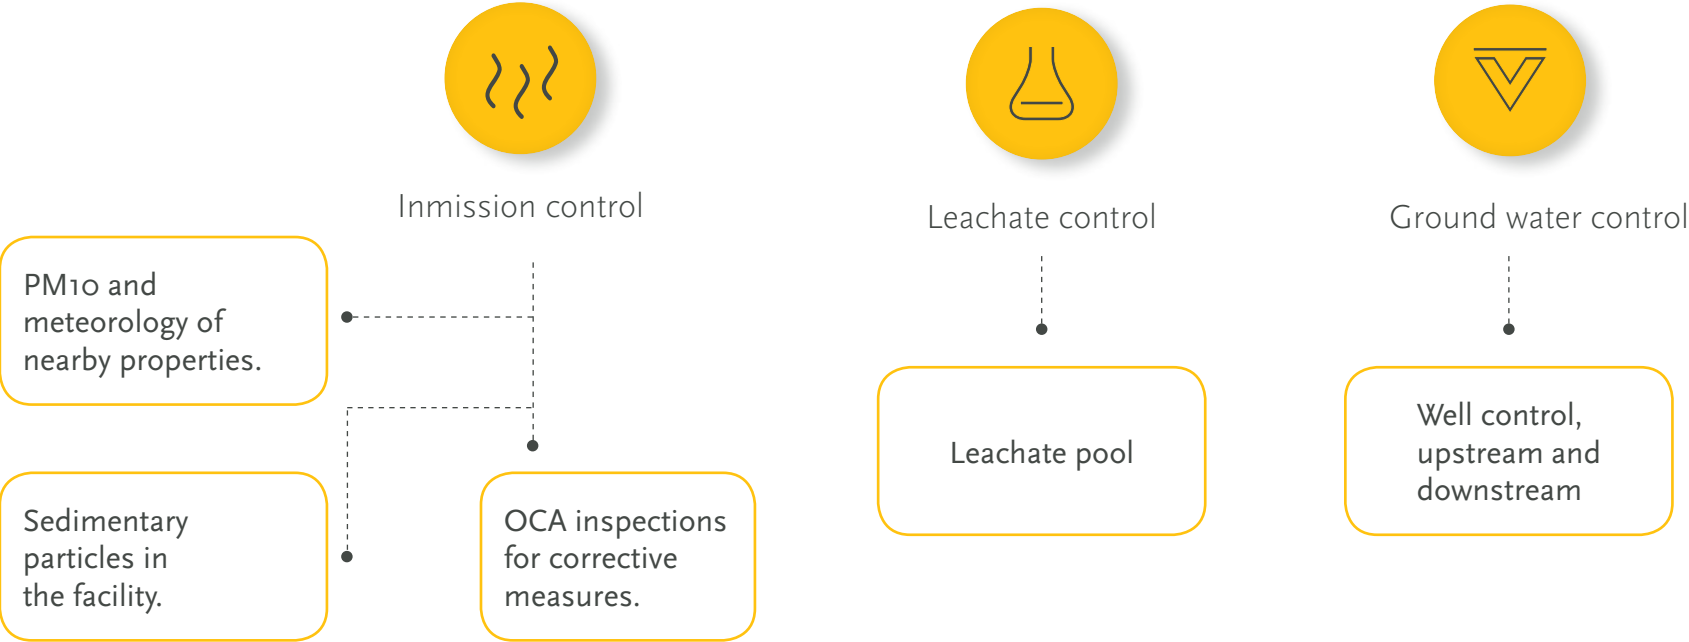 Inmission control
PM10 and
meteorology of
nearby properties.
Sedimentary
particles in
the facility.
OCA inspections
for corrective
measures.
Leachate control
Leachate pool
Ground water control
Well control,
upstream and
downstream